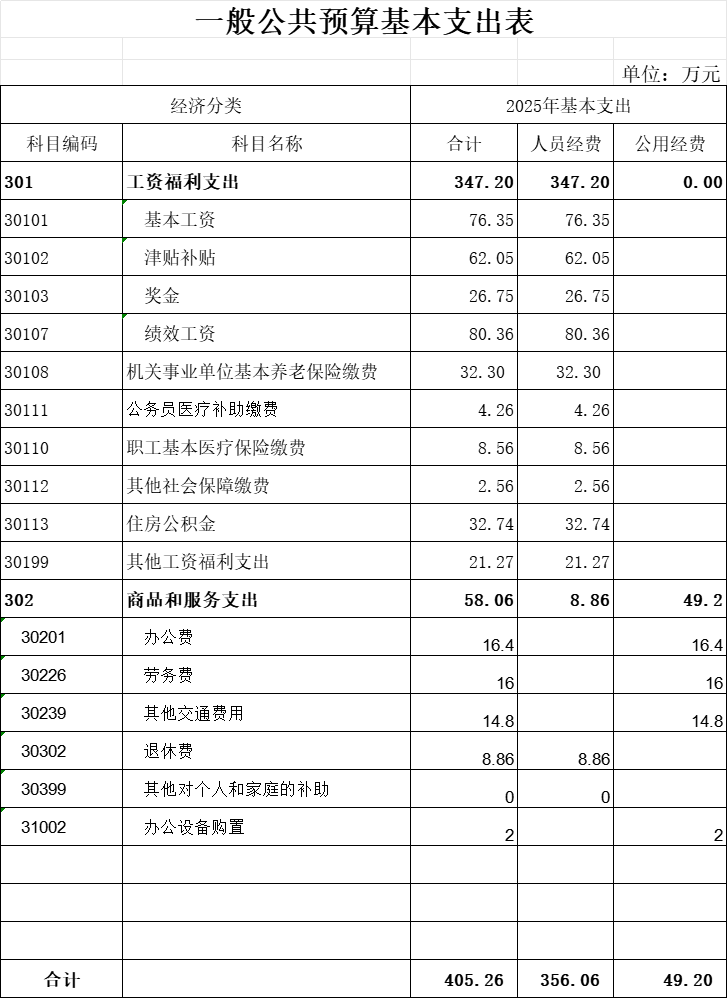 一般公共预算基本支出表
单位：万元
经济分类 2025年基本支出
科目编码 科目名称 合计 人员经费 公用经费
301 工资福利支出 347.20 347.20 0.00
30101 基本工资 76.35 76.35
30102 津贴补贴 62.05 62.05
30103 奖金 26.75 26.75
30107 绩效工资 80.36 80.36
30108 机关事业单位基本养老保险缴费 32.30 32.30
30111 公务员医疗补助缴费 4.26 4.26
30110 职工基本医疗保险缴费 8.56 8.56
30112 其他社会保障缴费 2.56 2.56
30113 住房公积金 32.74 32.74
30199 其他工资福利支出 21.27 21.27
302 商品和服务支出 58.06 8.86 49.2
30201 办公费 16.4 16.4
30226 劳务费 16 16
30239 其他交通费用 14.8 14.8
30302 退休费 8.86 8.86
30399 其他对个人和家庭的补助 0 0
31002 办公设备购置 2 2
合计 405.26 356.06 49.20